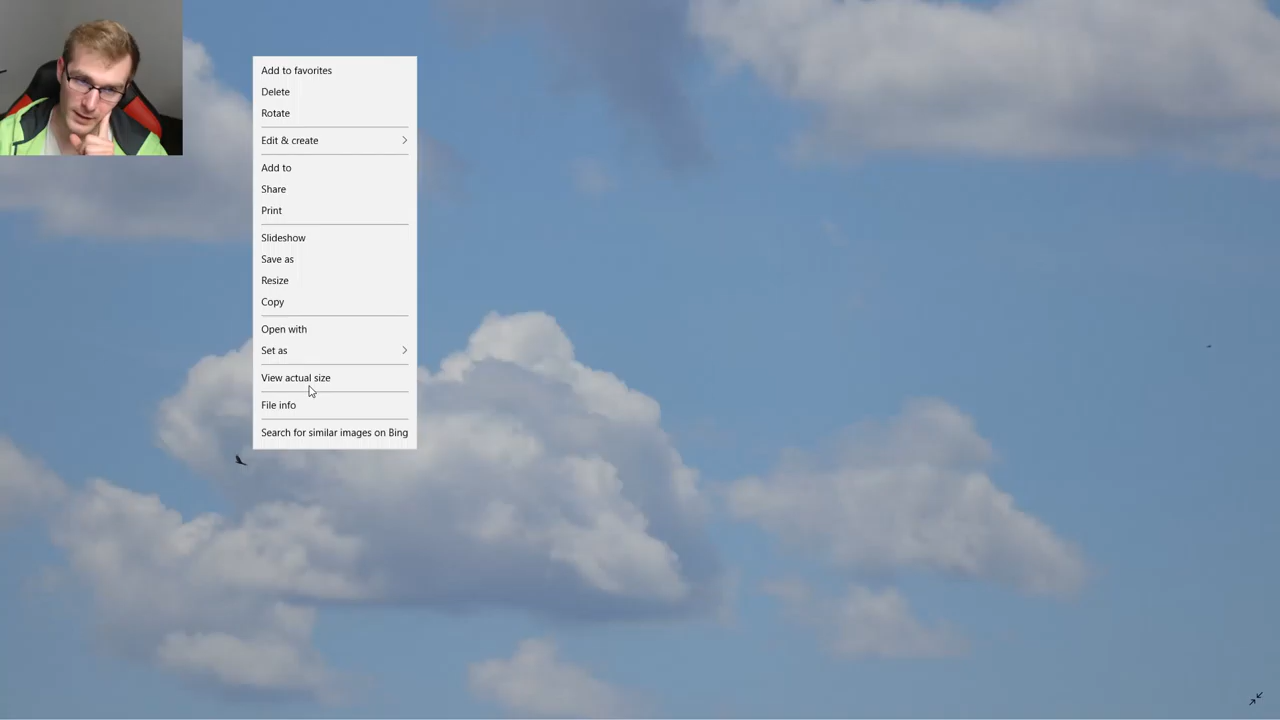 Add to favorites
Delete
Rotate
Edit & create
Add to
Share
Print
Slideshow
Save as
Resize
Copy
Open with
Set as
View actual size
File info
Search for similar images on Bing